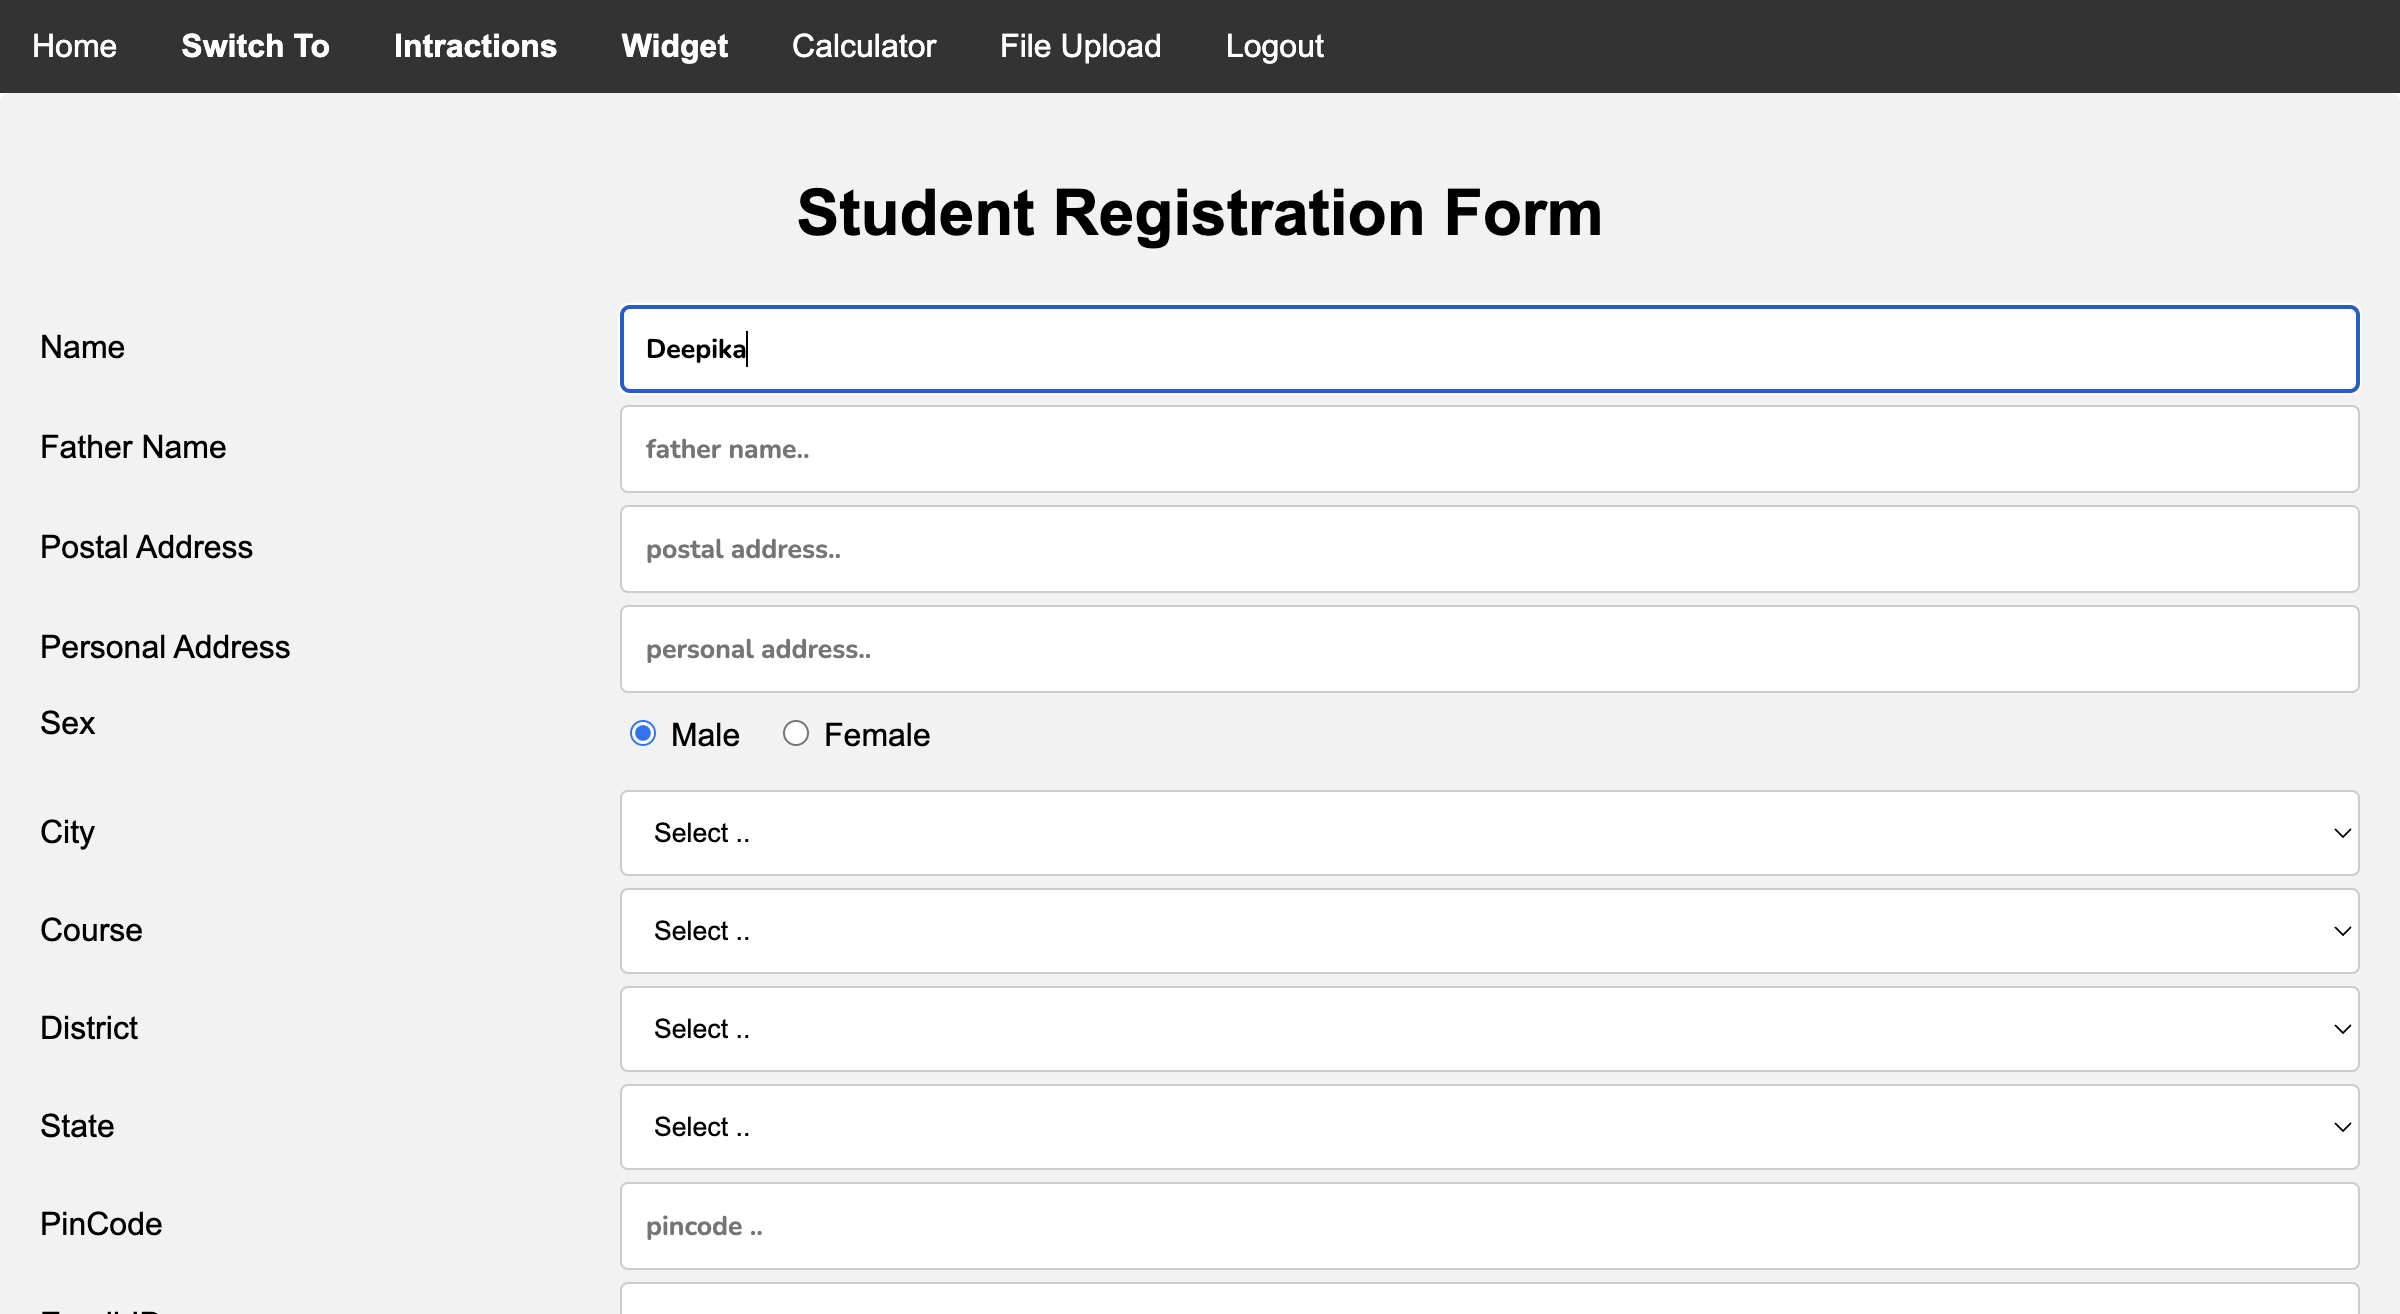 Home Switch To Intractions Widget Calculator File Upload Logout
Student Registration Form
Name Deepika
Father Name father name..
Postal Address postal address..
Personal Address personal address..
Sex Male Female
City Select ..
Course Select ..
District Select ..
State Select ..
PinCode pincode ..